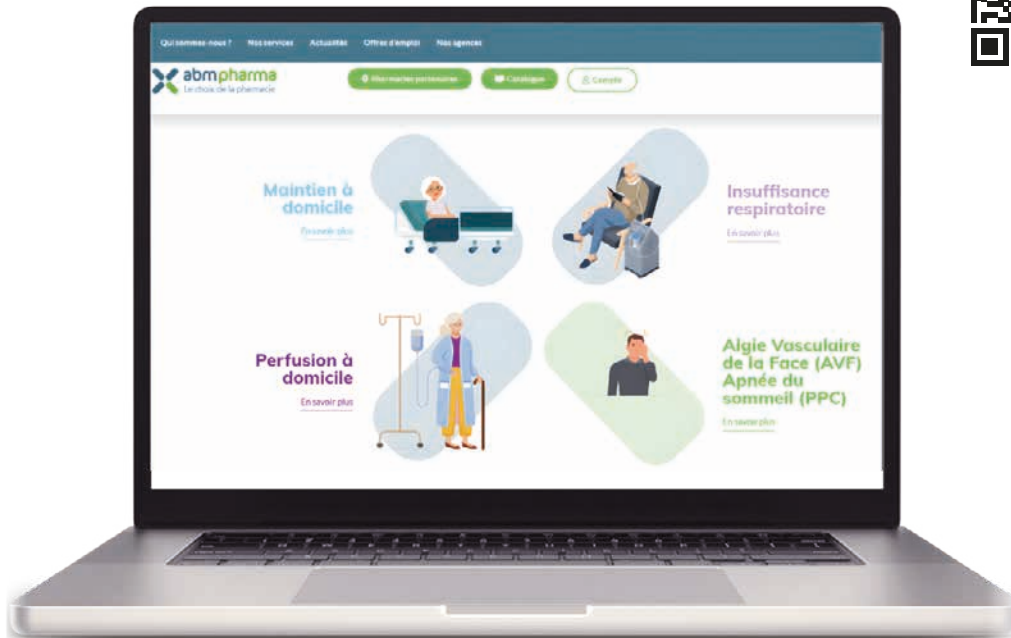 Qui sommes-nous ? Nos services Actualités Offres d'emploi Nos agences
abmpharma
Le choix de la pharmacie
Pharmacies partenaires Catalogue Compte
Maintien à
domicile
En savoir plus
Insuffisance
respiratoire
En savoir plus
Perfusion à
domicile
En savoir plus
Algie Vasculaire
de la Face (AVF)
Apnée du
sommeil (PPC)
En savoir plus